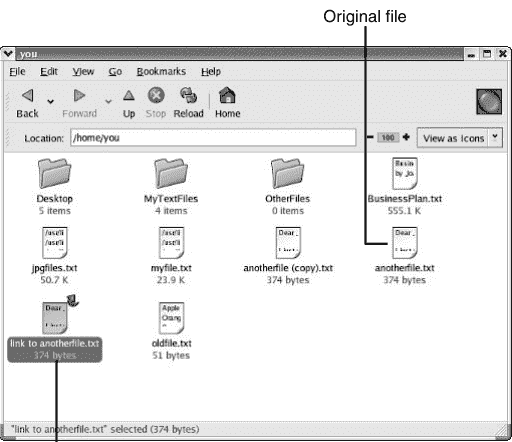 Original file
you
File Edit View Go Bookmarks Help
Back Forward Up Stop Reload Home
Location: /home/you 100 View as Icons
Desktop MyTextFiles OtherFiles BusinessPlan.txt
5 items 4 items 0 items 555.1 K
jpgfiles.txt myfile.txt anotherfile (copy).txt anotherfile.txt
50.7 K 23.9 K 374 bytes 374 bytes
link to anotherfile.txt oldfile.txt
374 bytes 51 bytes
"link to anotherfile.txt" selected (374 bytes)